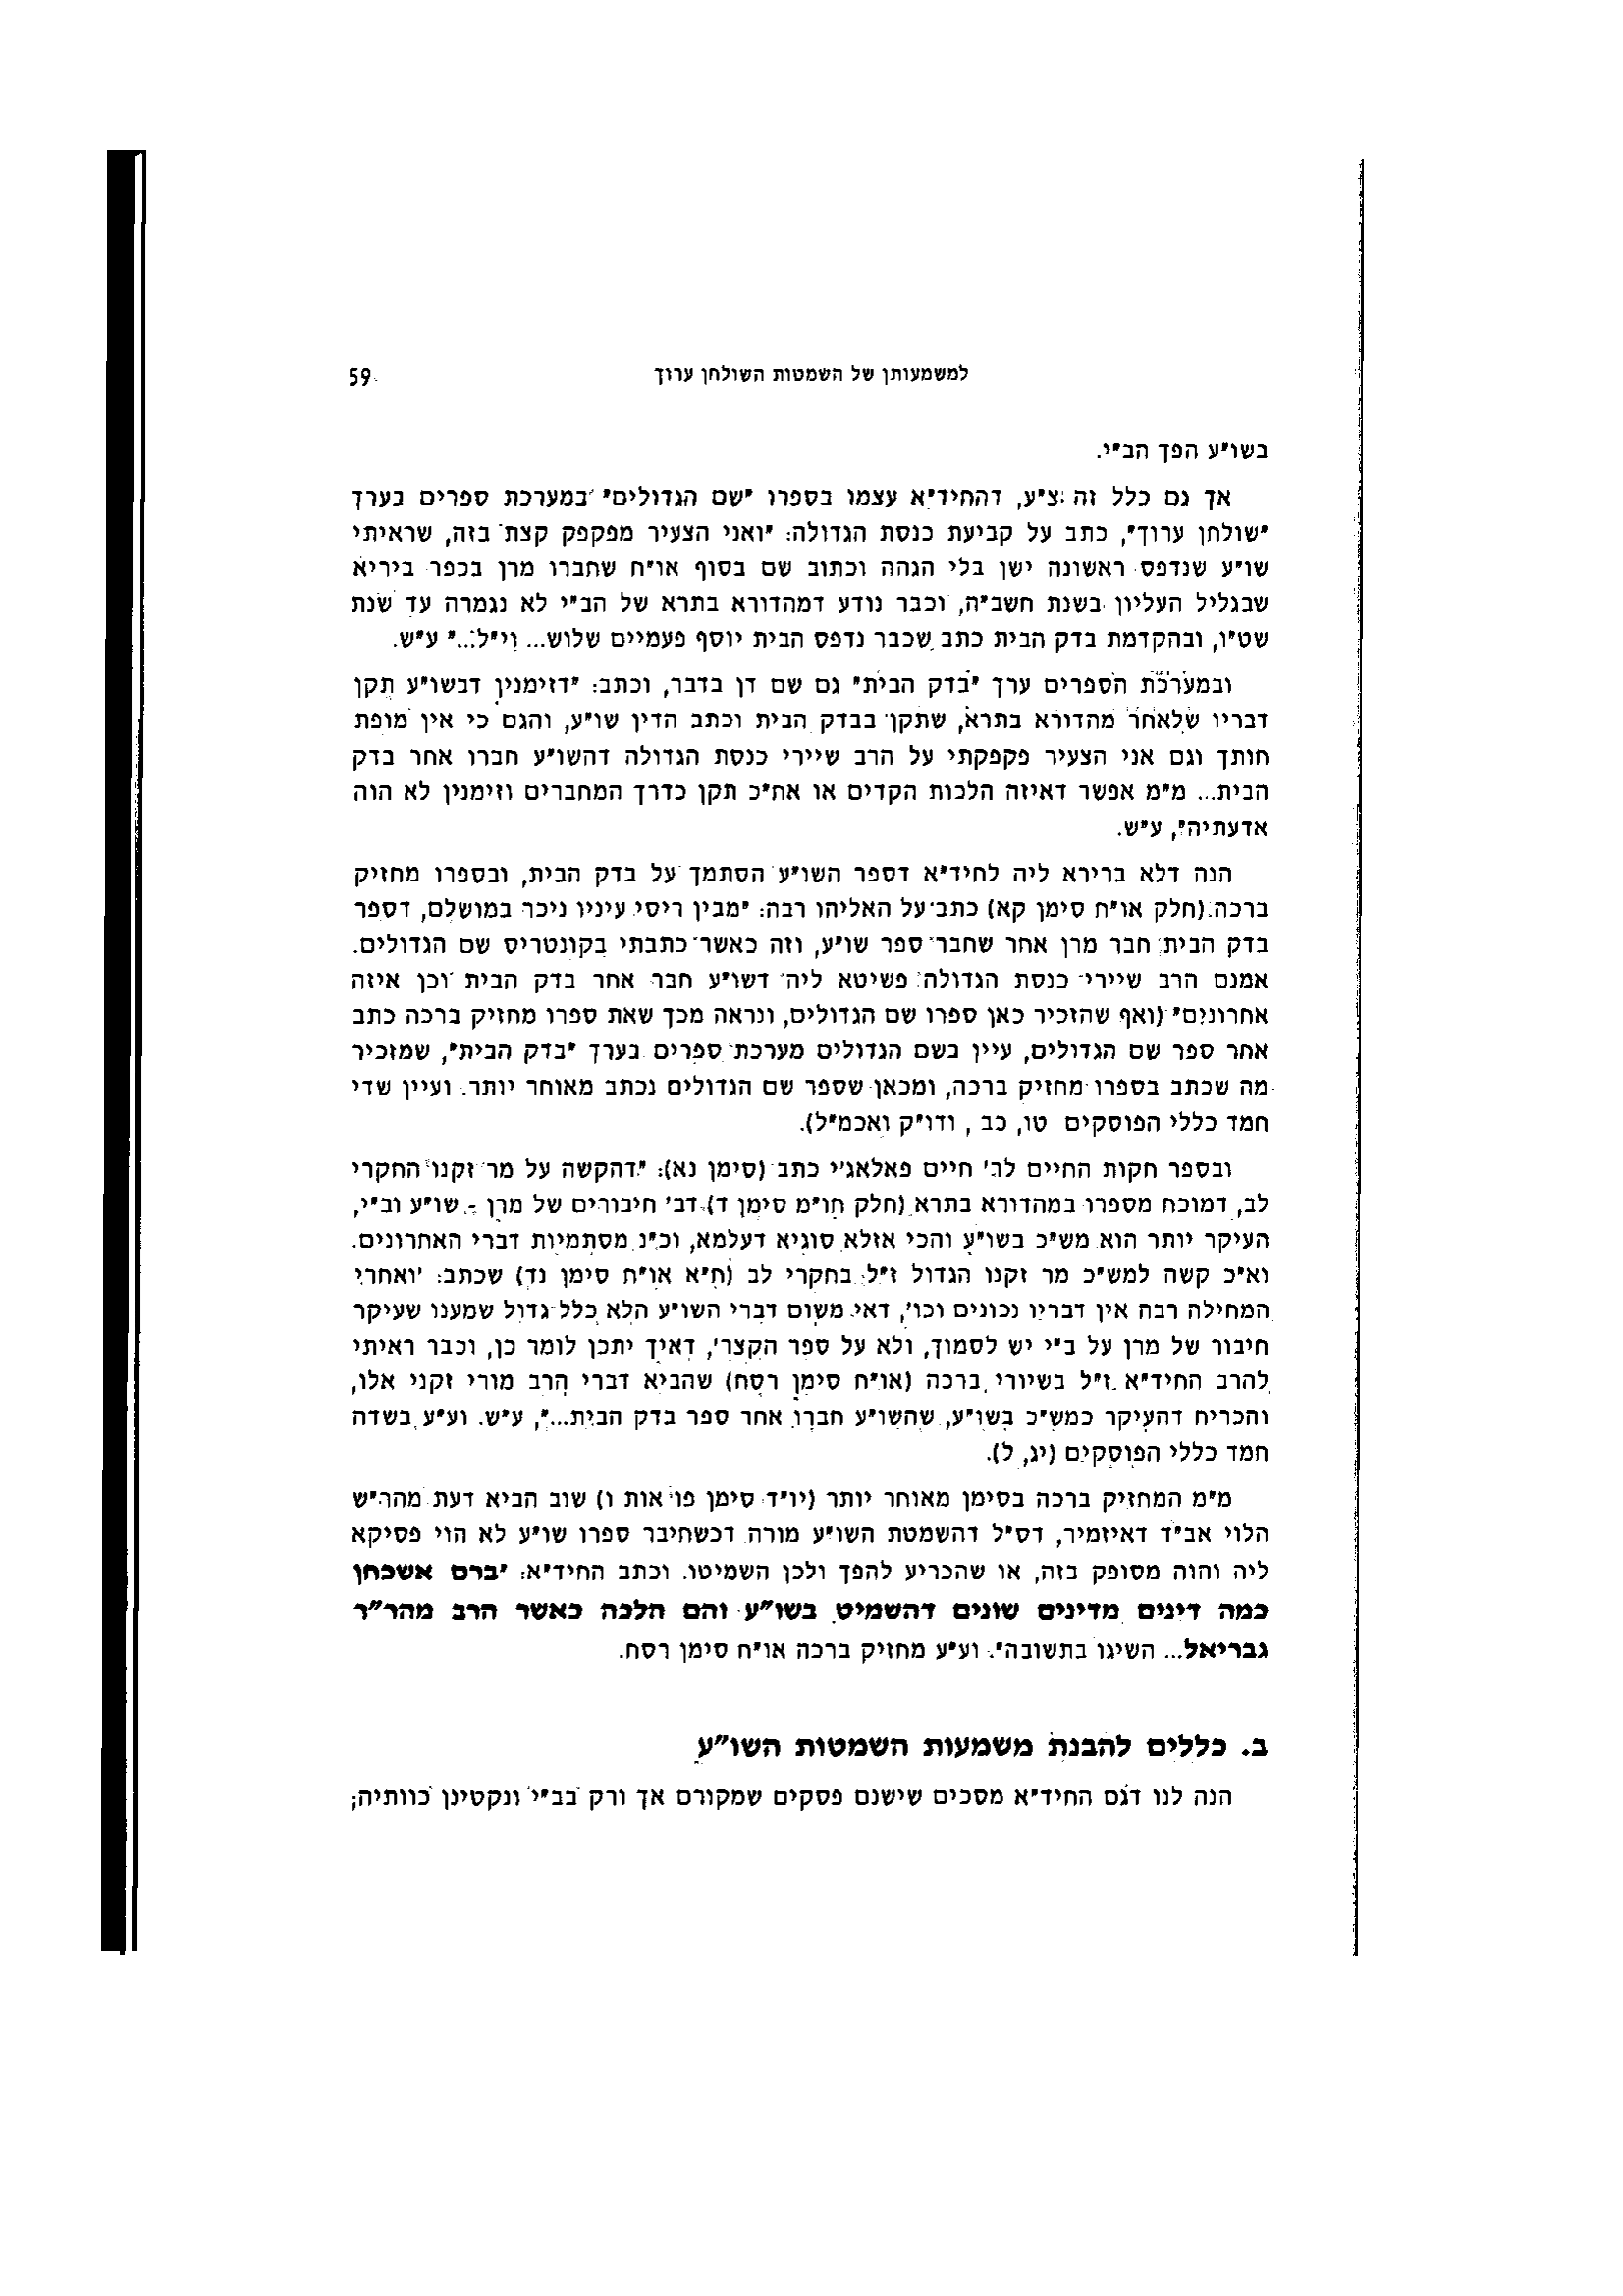 למשמעותן של השמטות השולחן ערוך 59
בשו"ע הפך הב"י.
אך גם כלל זה צ"ע, דהחיד"א עצמו בספרו "שם הגדולים" במערכת ספרים בערך
"שולחן ערוך", כתב על קביעת כנסת הגדולה: "ואני הצעיר מפקפק קצת בזה, שראיתי
שו"ע שנדפס ראשונה ישן בלי הגהה וכתוב שם בסוף או"ח שחברו מרן בכפר ביריא
שבגליל העליון בשנת חשב"ה, וכבר נודע דמהדורא בתרא של הב"י לא נגמרה עד שנת
שט"ו, ובהקדמת בדק הבית כתב שכבר נדפס הבית יוסף פעמיים שלוש... וי"ל..." ע"ש.
ובמערכת הספרים ערך "בדק הבית" גם שם דן בדבר, וכתב: "דזימנין דבשו"ע תקן
דבריו שלאחר מהדורא בתרא, שתקן בבדק הבית וכתב הדין שו"ע, והגם כי אין מופת
חותך וגם אני הצעיר פקפקתי על הרב שיירי כנסת הגדולה דהשו"ע חברו אחר בדק
הבית... מ"מ אפשר דאיזה הלכות הקדים או אח"כ תקן כדרך המחברים וזימנין לא הוה
אדעתיה", ע"ש.
הנה דלא ברירא ליה לחיד"א דספר השו"ע הסתמך על בדק הבית, ובספרו מחזיק
ברכה (חלק או"ח סימן קא) כתב על האליהו רבה: "מבין ריסי עיניו ניכר במושלם, דספר
בדק הבית חבר מרן אחר שחבר ספר שו"ע, וזה כאשר כתבתי בקונטריס שם הגדולים.
אמנם הרב שיירי כנסת הגדולה פשיטא ליה דשו"ע חבר אחר בדק הבית וכן איזה
אחרונים" (ואף שהזכיר כאן ספרו שם הגדולים, ונראה מכך שאת ספרו מחזיק ברכה כתב
אחר ספר שם הגדולים, עיין בשם הגדולים מערכת ספרים בערך "בדק הבית", שמזכיר
מה שכתב בספרו מחזיק ברכה, ומכאן שספר שם הגדולים נכתב מאוחר יותר. ועיין שדי
חמד כללי הפוסקים טו, כב , ודו"ק ואכמ"ל).
ובספר חקות החיים לר' חיים פאלאג'י כתב (סימן נא): "דהקשה על מר זקנו החקרי
לב, דמוכח מספרו במהדורא בתרא (חלק חו"מ סימן ד) דב' חיבורים של מרן - שו"ע וב"י,
העיקר יותר הוא מש"כ בשו"ע והכי אזלא סוגיא דעלמא, וכ"נ מסתמיות דברי האחרונים.
וא"כ קשה למש"כ מר זקנו הגדול ז"ל בחקרי לב (ח"א או"ח סימן נד) שכתב: 'ואחרי
המחילה רבה אין דבריו נכונים וכו', דאי משום דברי השו"ע הלא כלל גדול שמענו שעיקר
חיבור של מרן על ב"י יש לסמוך, ולא על ספר הקצר', דאיך יתכן לומר כן, וכבר ראיתי
להרב החיד"א ז"ל בשיורי ברכה (או"ח סימן רסח) שהביא דברי הרב מורי זקני אלו,
והכריח דהעיקר כמש"כ בשו"ע, שהשו"ע חברו אחר ספר בדק הבית...", ע"ש. וע"ע בשדה
חמד כללי הפוסקים (יג, ל).
מ"מ המחזיק ברכה בסימן מאוחר יותר (יו"ד סימן פו אות ו) שוב הביא דעת מהר"ש
הלוי אב"ד דאיזמיר, דס"ל דהשמטת השו"ע מורה דכשחיבר ספרו שו"ע לא הוי פסיקא
ליה והוה מסופק בזה, או שהכריע להפך ולכן השמיטו. וכתב החיד"א: "ברם אשכחן
כמה דינים מדינים שונים דהשמיט בשו"ע והם הלכה כאשר הרב מהר"ר
גבריאל... השיגו בתשובה". וע"ע מחזיק ברכה או"ח סימן רסח.
ב. כללים להבנת משמעות השמטות השו"ע
הנה לנו דגם החיד"א מסכים שישנם פסקים שמקורם אך ורק בב"י ונקטינן כוותיה;